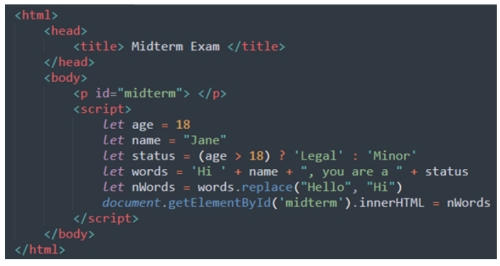 <html>
<head>
<title> Midterm Exam </title>
</head>
<body>
<p id="midterm"> </p>
<script>
let age = 18
let name = "Jane"
let status = (age > 18) ? 'Legal' : 'Minor'
let words = 'Hi ' + name + ", you are a " + status
let nWords = words.replace("Hello", "Hi")
document.getElementById('midterm').innerHTML = nWords
</script>
</body>
</html>